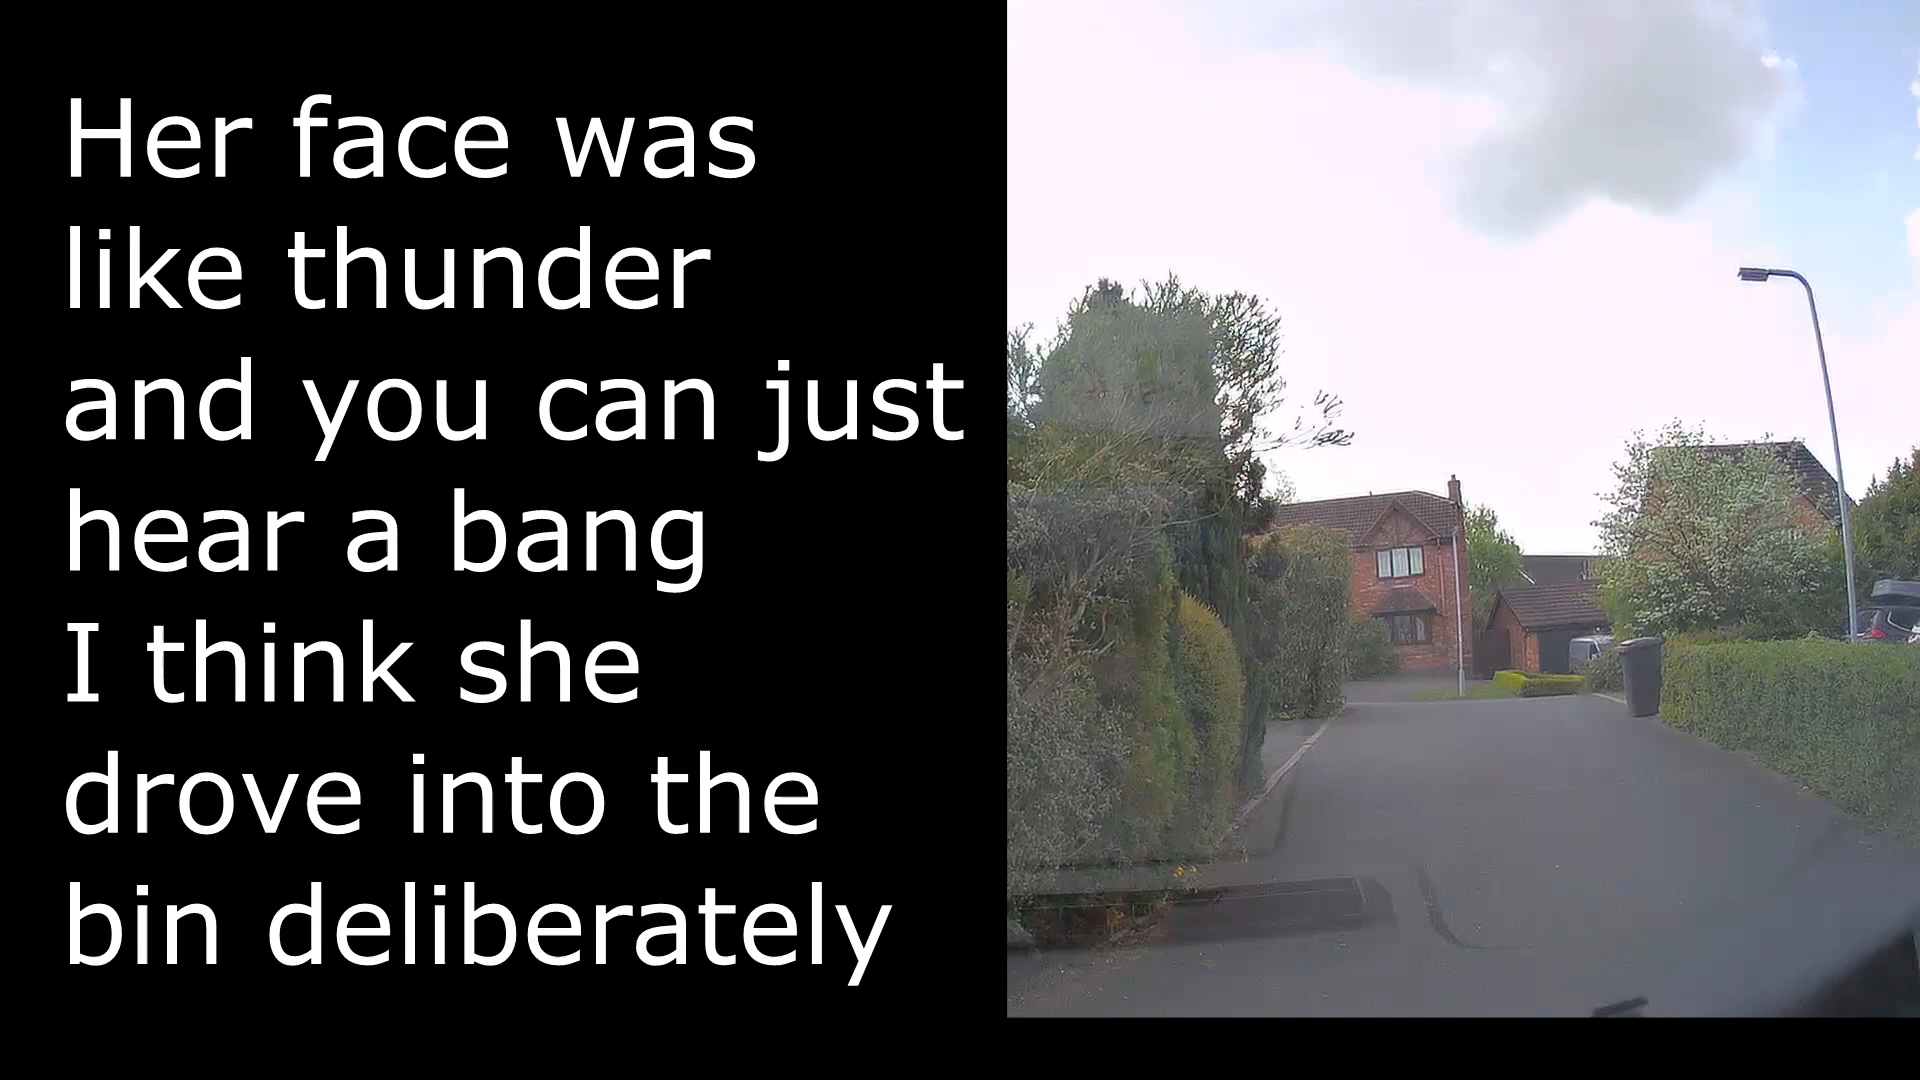 Her face was
like thunder
and you can just
hear a bang
I think she
drove into the
bin deliberately